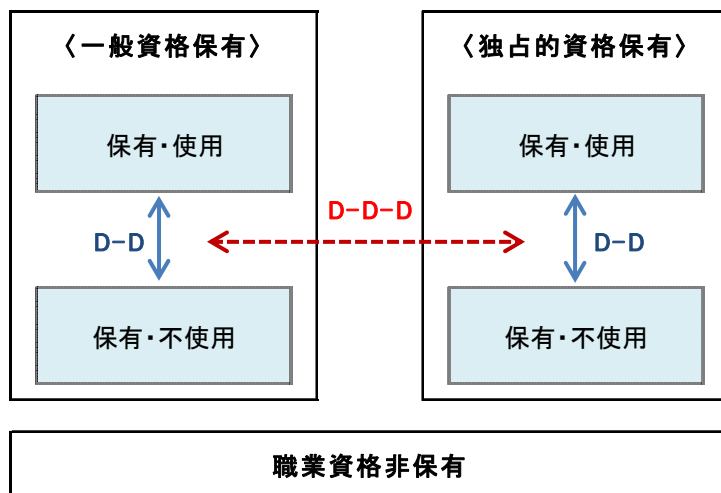 〈一般資格保有〉
〈独占的資格保有〉
保有・使用
保有・使用
D-D-D
D-D
D-D
保有・不使用
保有・不使用
職業資格非保有